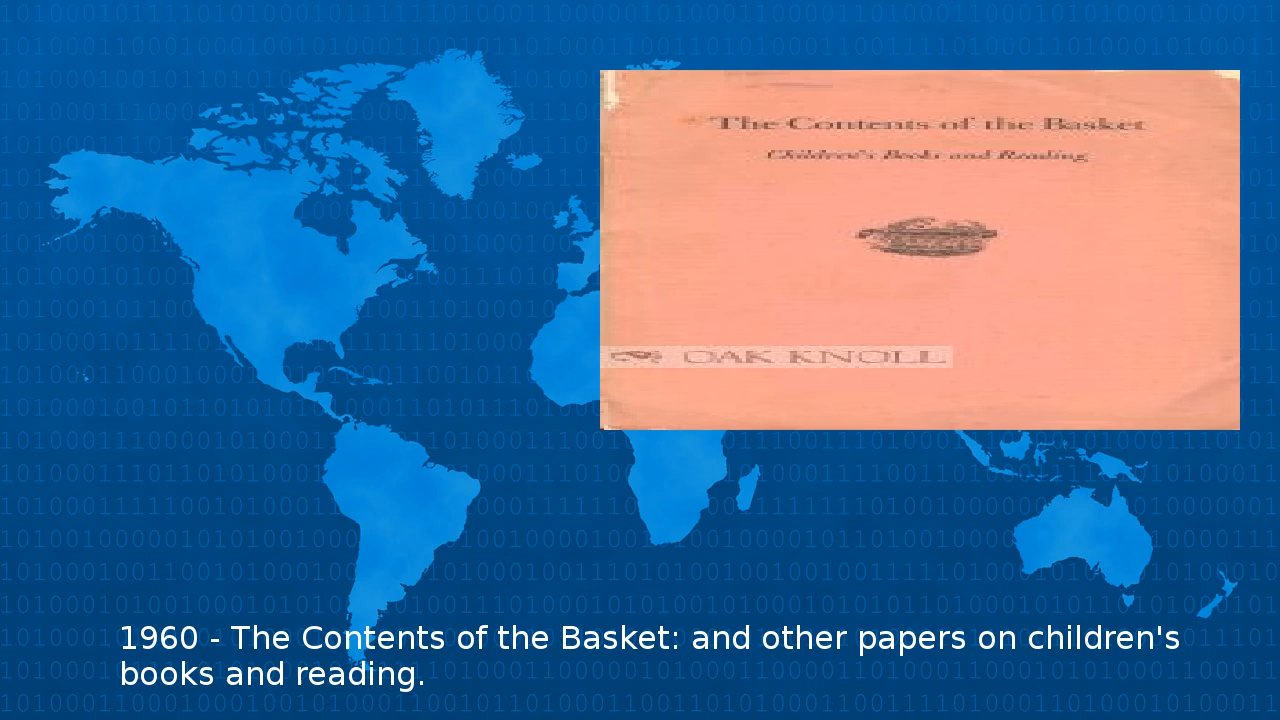 The Contents of the Basket
Children's Books and Reading
OAK KNOLL
1960 - The Contents of the Basket: and other papers on children's
books and reading.